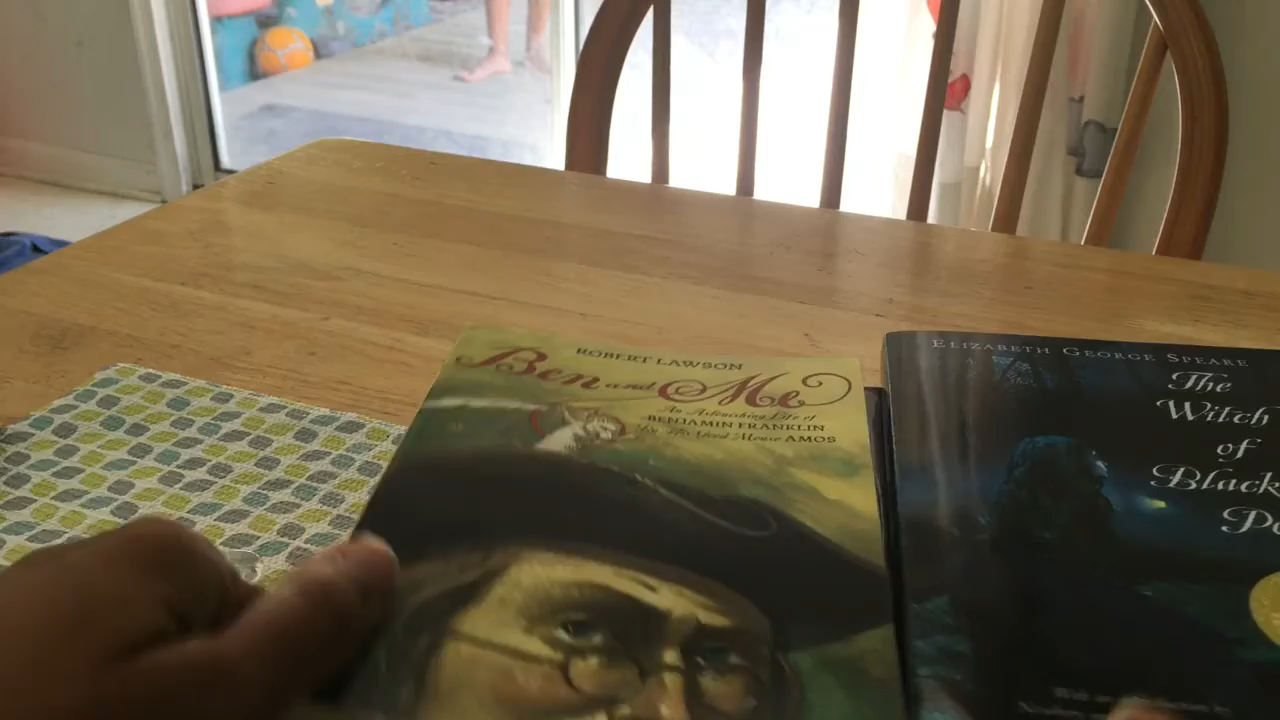 ROBERT LAWSON
Ben and Me
An Astonishing Life of
BENJAMIN FRANKLIN
By His Good Mouse AMOS
ELIZABETH GEORGE SPEARE
The
Witch
of
Black